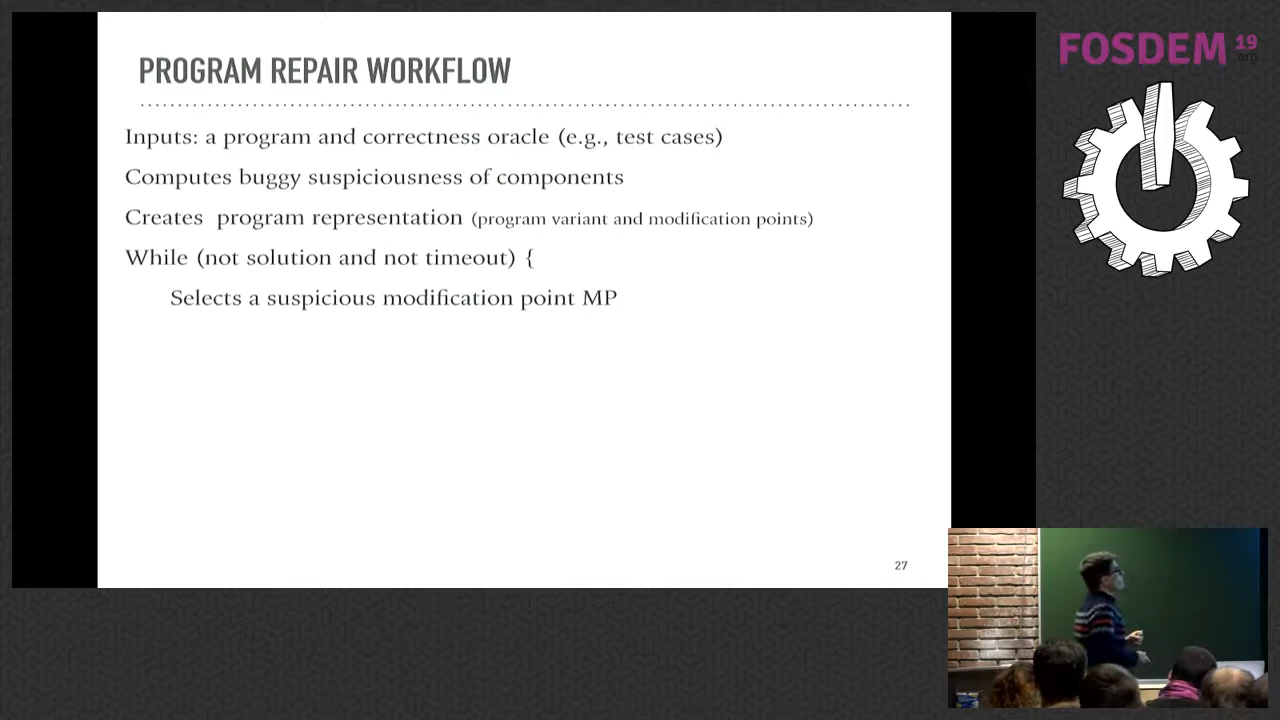 PROGRAM REPAIR WORKFLOW
Inputs: a program and correctness oracle (e.g., test cases)
Computes buggy suspiciousness of components
Creates program representation (program variant and modification points)
While (not solution and not timeout) {
Selects a suspicious modification point MP
27
FOSDEM 19
.org